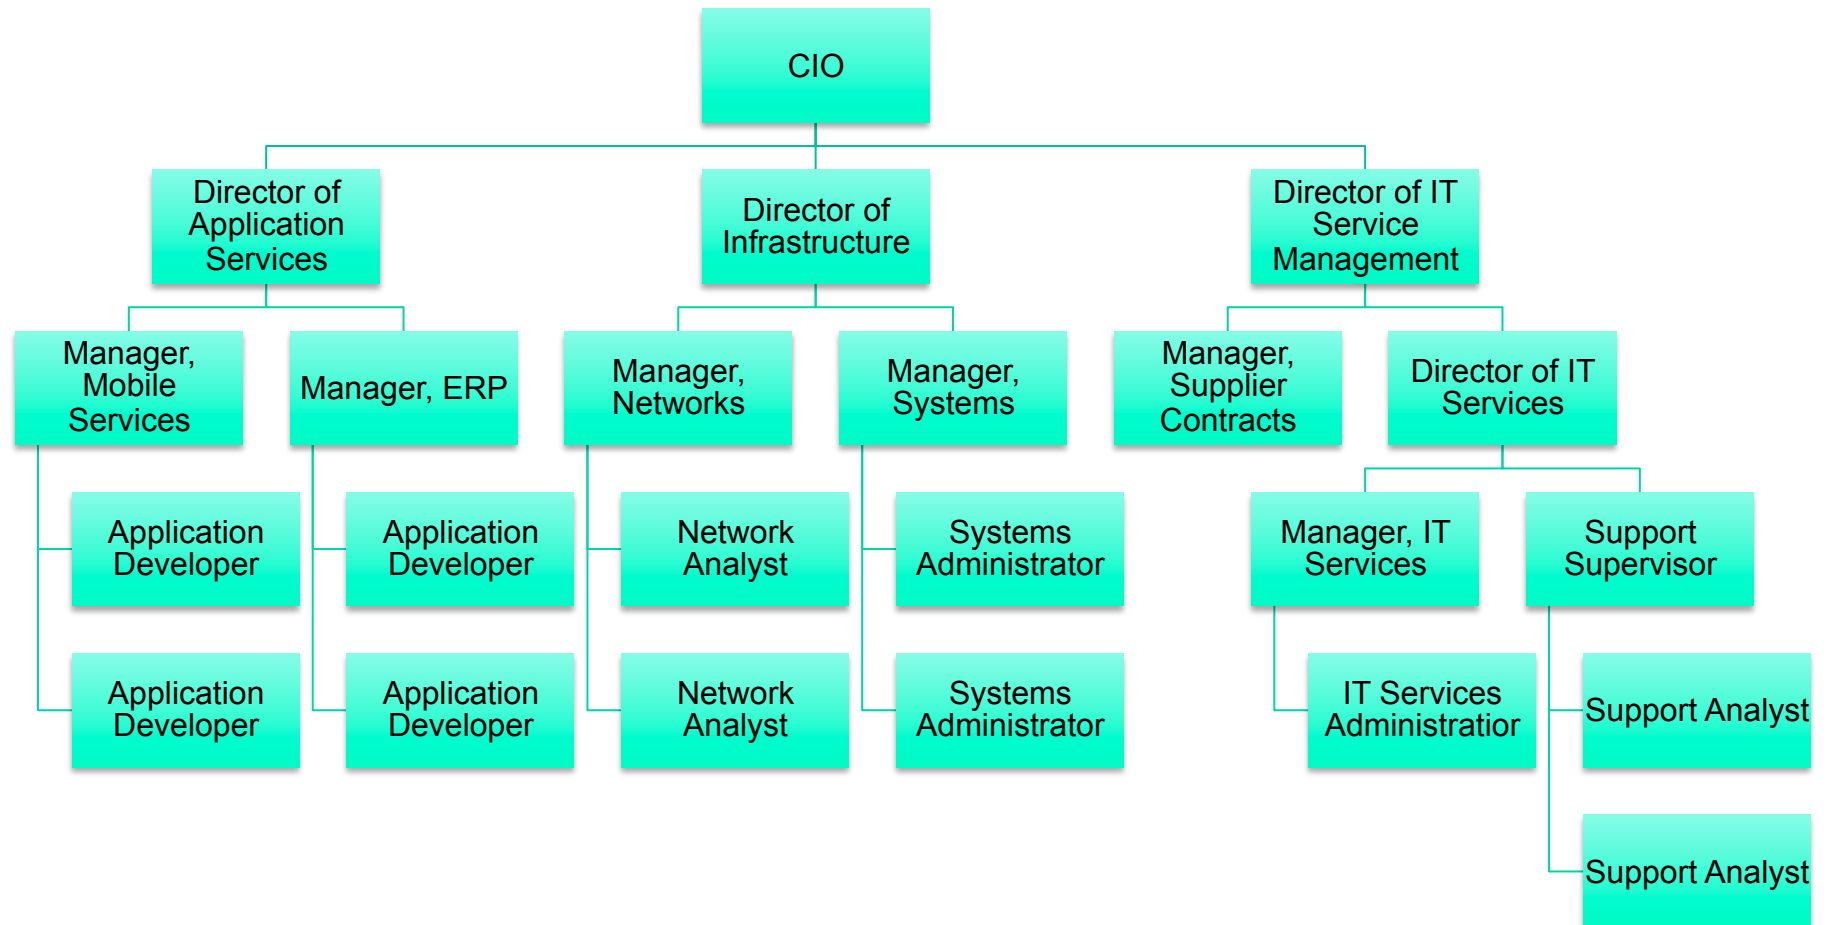 CIO
Director of
Application
Services
Director of
Infrastructure
Director of IT
Service
Management
Manager,
Mobile
Services
Manager, ERP
Manager,
Networks
Manager,
Systems
Manager,
Supplier
Contracts
Director of IT
Services
Application
Developer
Application
Developer
Network
Analyst
Systems
Administrator
Manager, IT
Services
Support
Supervisor
Application
Developer
Application
Developer
Network
Analyst
Systems
Administrator
IT Services
Administratior
Support Analyst
Support Analyst